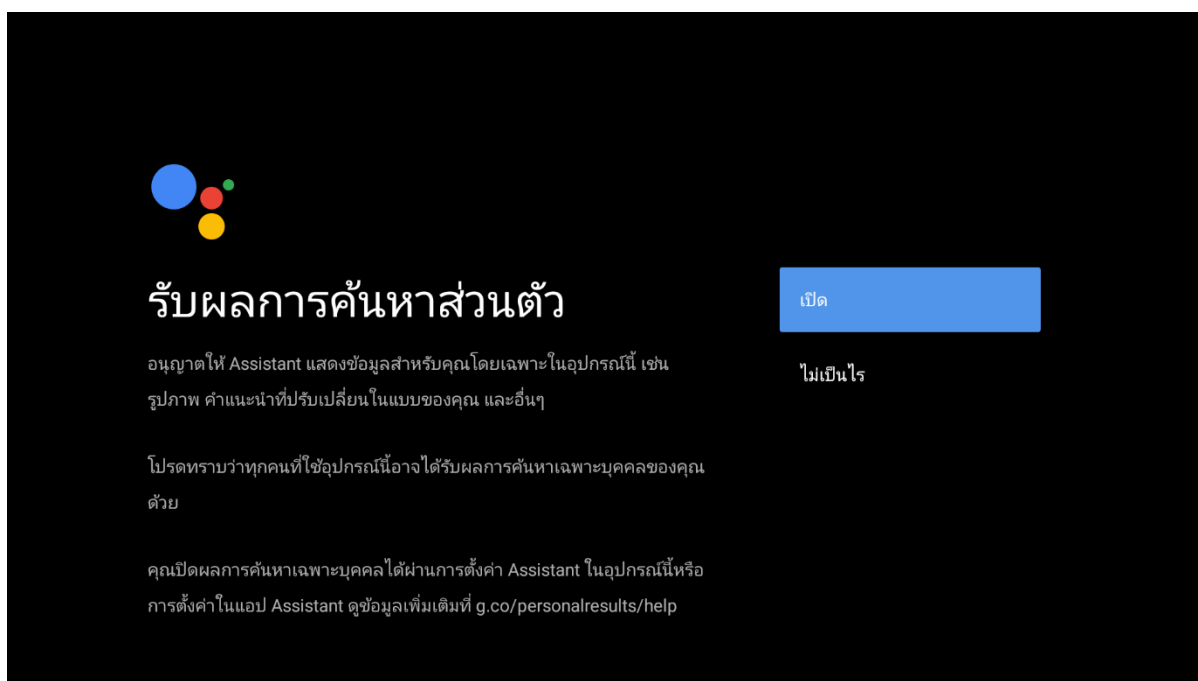 รับผลการค้นหาส่วนตัว
อนุญาตให้ Assistant แสดงข้อมูลสำหรับคุณโดยเฉพาะในอุปกรณ์นี้ เช่น
รูปภาพ คำแนะนำที่ปรับเปลี่ยนในแบบของคุณ และอื่นๆ
โปรดทราบว่าทุกคนที่ใช้อุปกรณ์นี้อาจได้รับผลการค้นหาเฉพาะบุคคลของคุณ
ด้วย
คุณปิดผลการค้นหาเฉพาะบุคคลได้ผ่านการตั้งค่า Assistant ในอุปกรณ์นี้หรือ
การตั้งค่าในแอป Assistant ดูข้อมูลเพิ่มเติมที่ g.co/personalresults/help
เปิด
ไม่เป็นไร